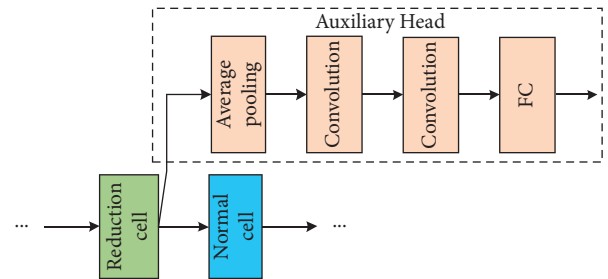 Auxiliary Head
Average
pooling
Convolution
Convolution
FC
...
Reduction
cell
Normal
cell
...